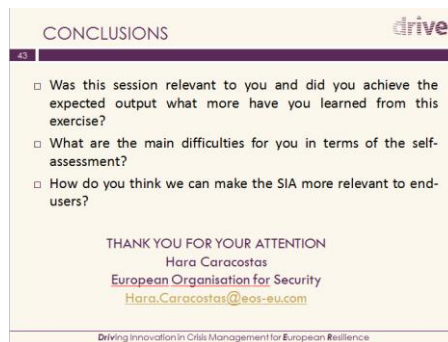 CONCLUSIONS
drive
43
□ Was this session relevant to you and did you achieve the
expected output what more have you learned from this
exercise?
□ What are the main difficulties for you in terms of the self-
assessment?
□ How do you think we can make the SIA more relevant to end-
users?
THANK YOU FOR YOUR ATTENTION
Hara Caracostas
European Organisation for Security
Hara.Caracostas@eos-eu.com
Driving Innovation in Crisis Management for European Resilience